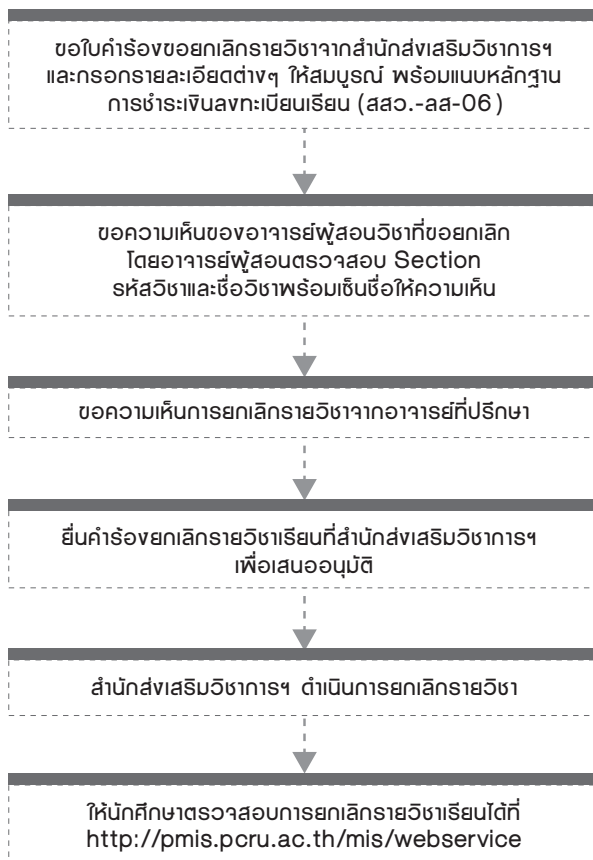 ขอใบคำร้องขอยกเลิกรายวิชาจากสำนักส่งเสริมวิชาการฯ
และกรอกรายละเอียดต่างๆ ให้สมบูรณ์ พร้อมแนบหลักฐาน
การชำระเงินลงทะเบียนเรียน (สสว.-ลส-06)
ขอความเห็นของอาจารย์ผู้สอนวิชาที่ขอยกเลิก
โดยอาจารย์ผู้สอนตรวจสอบ Section
รหัสวิชาและชื่อวิชาพร้อมเซ็นชื่อให้ความเห็น
ขอความเห็นการยกเลิกรายวิชาจากอาจารย์ที่ปรึกษา
ยื่นคำร้องยกเลิกรายวิชาเรียนที่สำนักส่งเสริมวิชาการฯ
เพื่อเสนออนุมัติ
สำนักส่งเสริมวิชาการฯ ดำเนินการยกเลิกรายวิชา
ให้นักศึกษาตรวจสอบการยกเลิกรายวิชาเรียนได้ที่
http://pmis.pcru.ac.th/mis/webservice